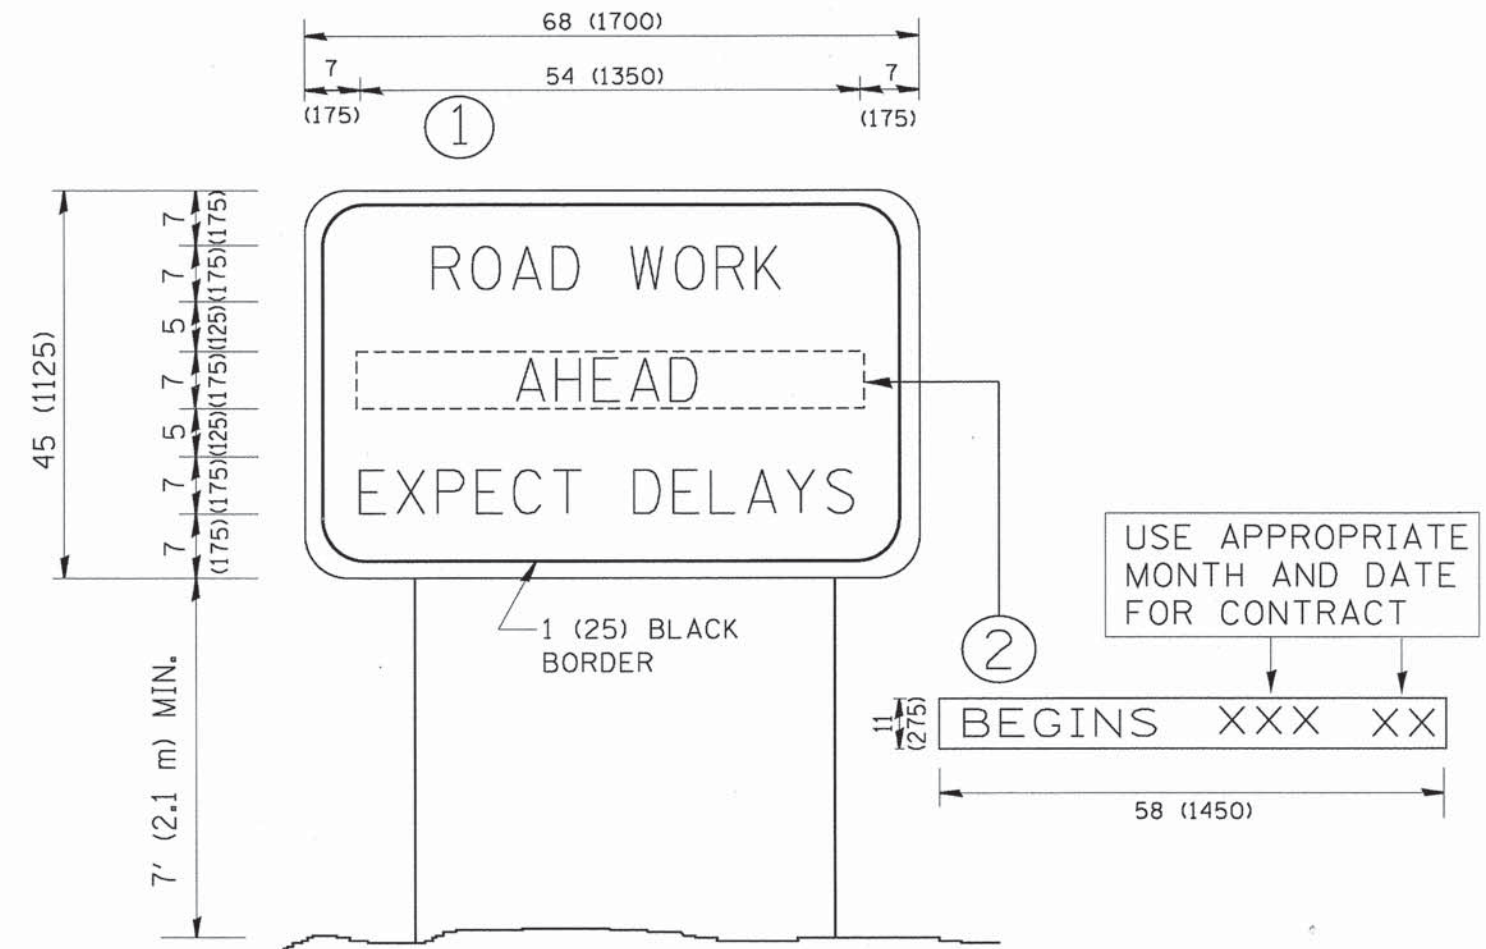 68 (1700)
7 54 (1350) 7
(175) (175)
1
45 (1125)
7 (175)
7 (175)
5 (125)
7 (175)
5 (125)
7 (175)
7 (175)
7' (2.1 m) MIN.
ROAD WORK
AHEAD
EXPECT DELAYS
1 (25) BLACK
BORDER
2
USE APPROPRIATE
MONTH AND DATE
FOR CONTRACT
11
(275)
BEGINS XXX XX
58 (1450)